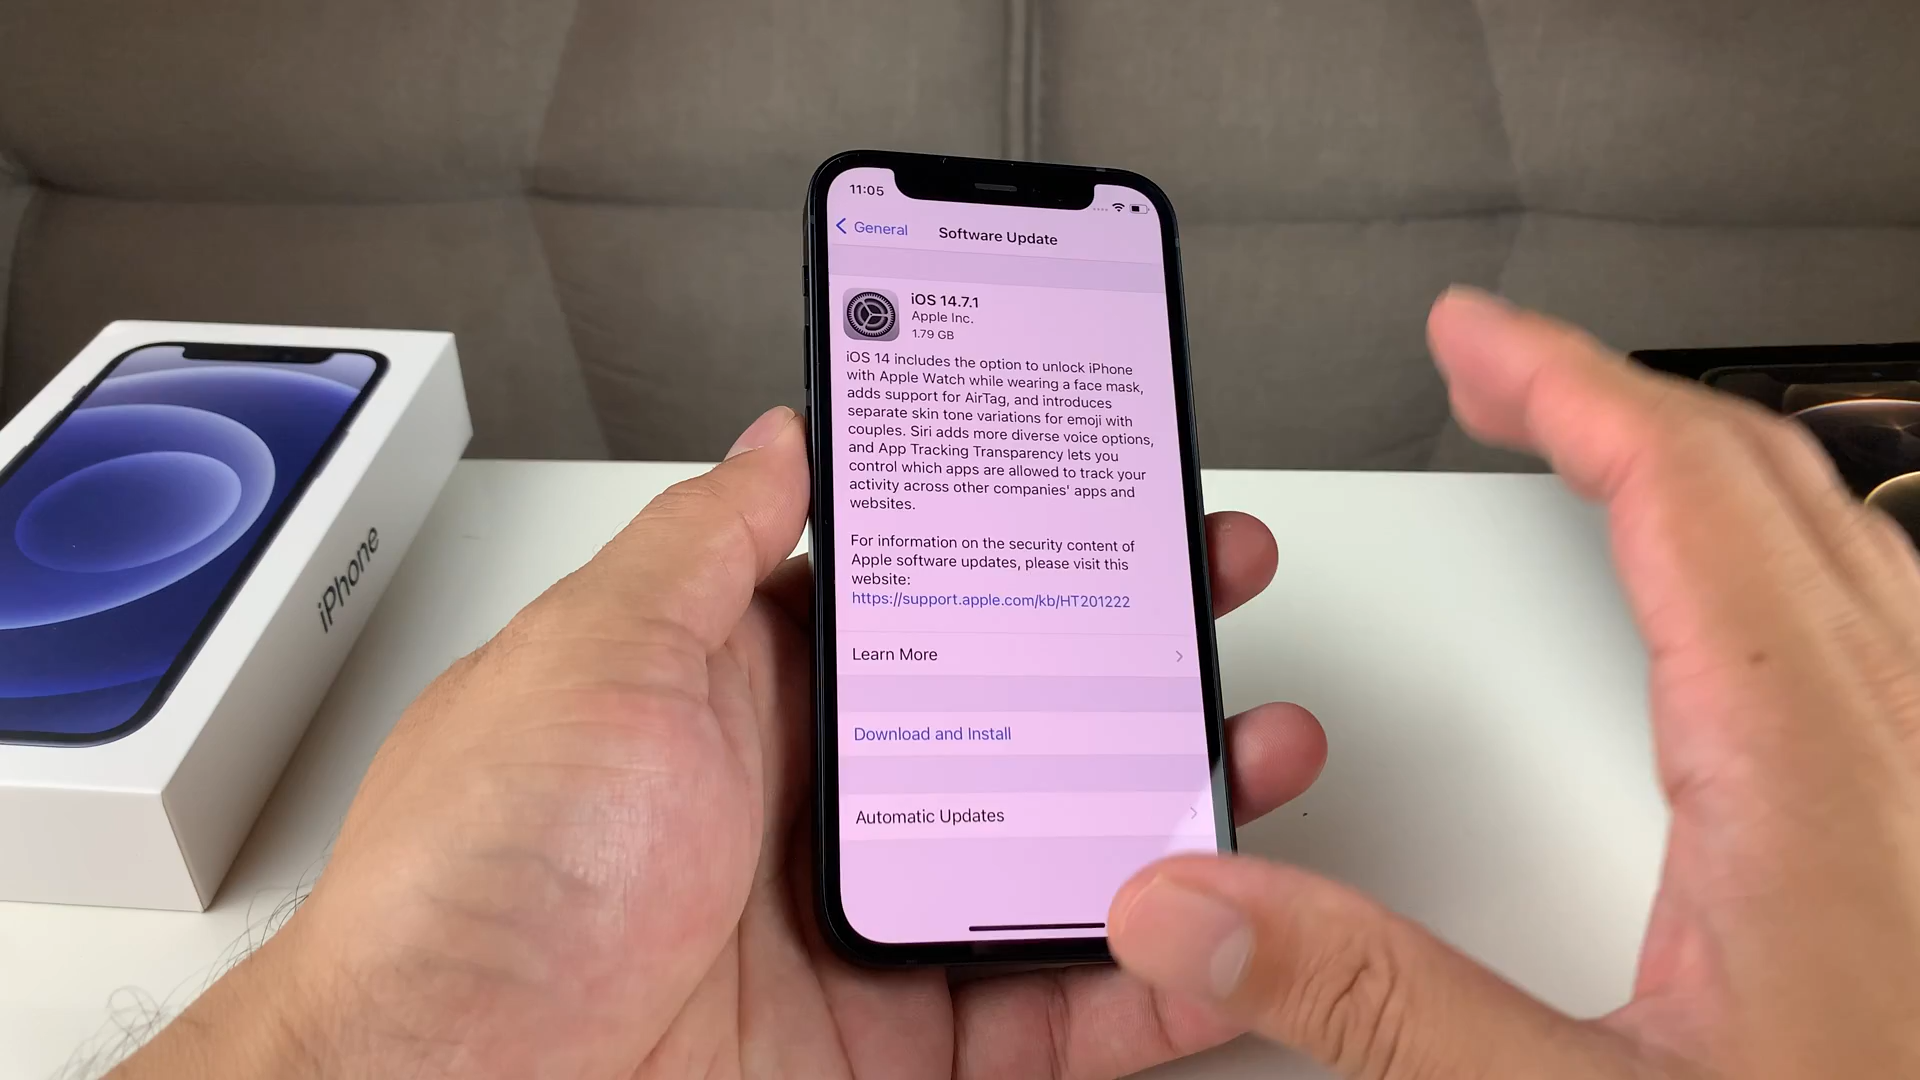 11:05
General
Software Update
iOS 14.7.1
Apple Inc.
1.79 GB
iOS 14 includes the option to unlock iPhone
with Apple Watch while wearing a face mask,
adds support for AirTag, and introduces
separate skin tone variations for emoji with
couples. Siri adds more diverse voice options,
and App Tracking Transparency lets you
control which apps are allowed to track your
activity across other companies' apps and
websites.
For information on the security content of
Apple software updates, please visit this
website:
https://support.apple.com/kb/HT201222
Learn More
Download and Install
Automatic Updates
iPhone